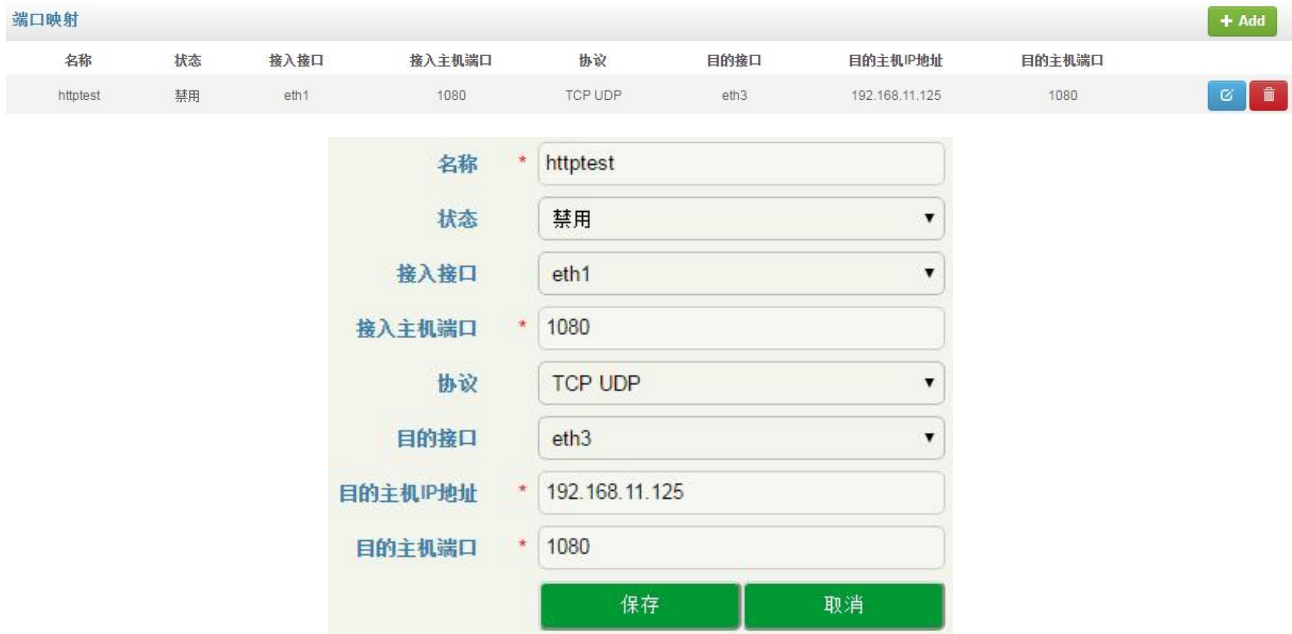 端口映射 + Add
名称 状态 接入接口 接入主机端口 协议 目的接口 目的主机IP地址 目的主机端口
httptest 禁用 eth1 1080 TCP UDP eth3 192.168.11.125 1080
名称 * httptest
状态 禁用
接入接口 eth1
接入主机端口 * 1080
协议 TCP UDP
目的接口 eth3
目的主机IP地址 * 192.168.11.125
目的主机端口 * 1080
保存 取消